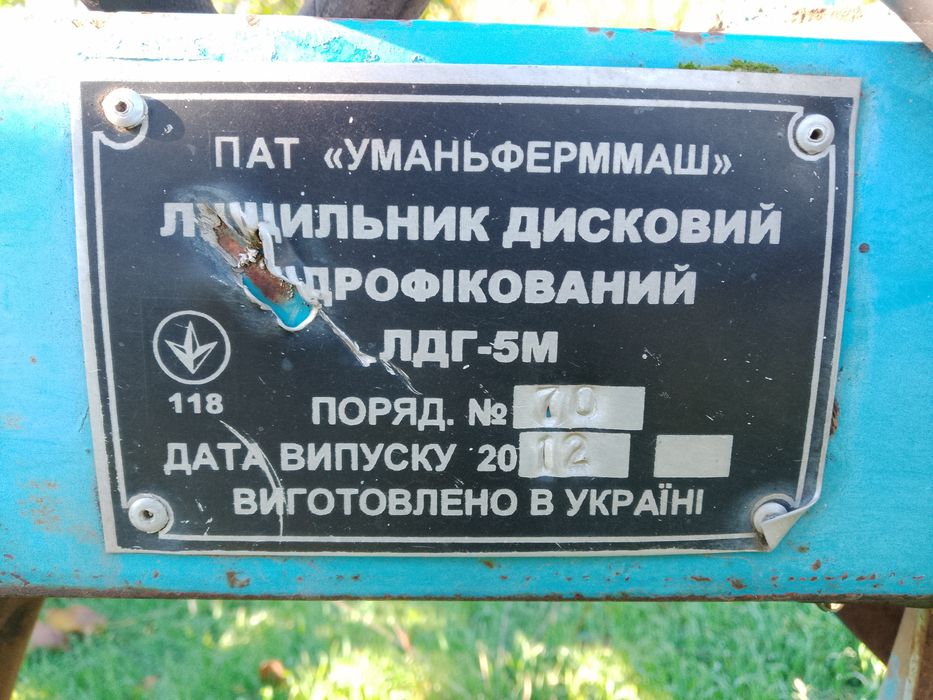 ПАТ «УМАНЬФЕРММАШ»
ДИСКОВИЙ
ЛДГ-5М
118
ПОРЯД. № 70
ДАТА ВИПУСКУ 2012
ВИГОТОВЛЕНО В УКРАЇНІ